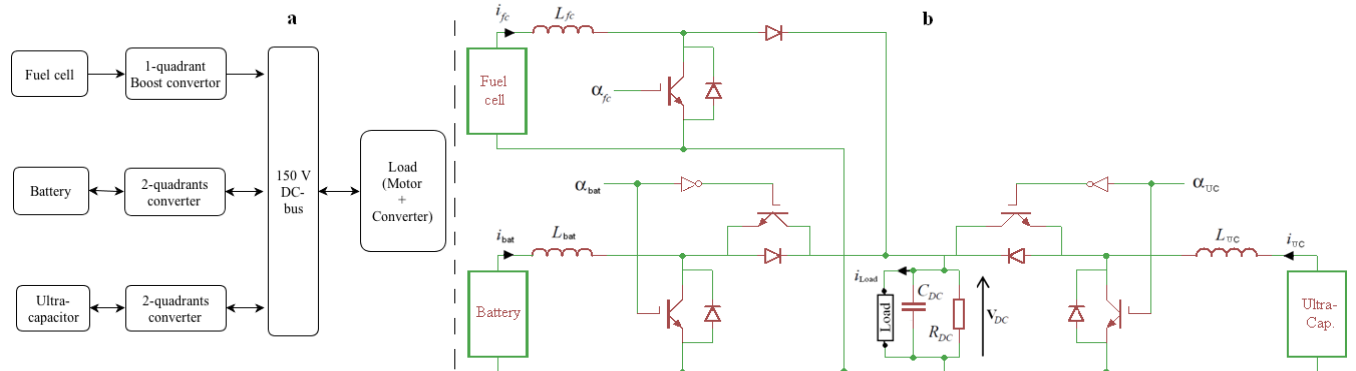 a
Fuel cell
1-quadrant
Boost convertor
Battery
2-quadrants
converter
Ultra-
capacitor
2-quadrants
converter
150 V
DC-
bus
Load
(Motor
+
Converter)
b
i_fc
L_fc
Fuel
cell
α_fc
α_bat
i_bat
L_bat
Battery
i_Load
Load
C_DC
R_DC
V_DC
α_UC
L_UC
i_UC
Ultra-
Cap.